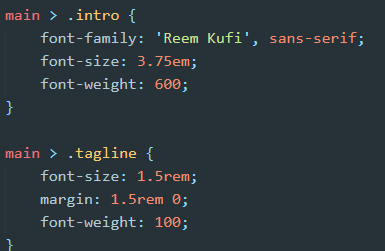 main > .intro {
    font-family: 'Reem Kufi', sans-serif;
    font-size: 3.75em;
    font-weight: 600;
}

main > .tagline {
    font-size: 1.5rem;
    margin: 1.5rem 0;
    font-weight: 100;
}